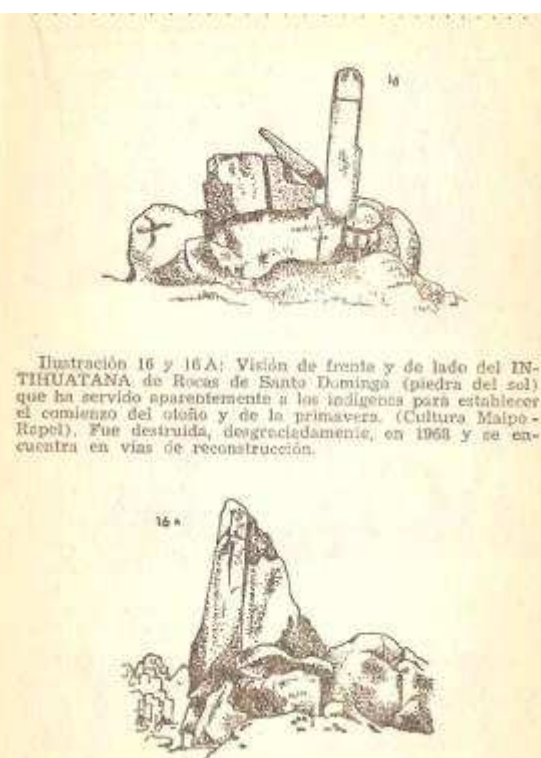 16
Ilustración 16 y 16 A: Visión de frente y de lado del IN-
TIHUATANA de Rocas de Santo Domingo (piedra del sol)
que ha servido aparentemente a los indígenas para establecer
el comienzo del otoño y de la primavera. (Cultura Maipo -
Rapel). Fue destruida, desgraciadamente, en 1968 y se en-
cuentra en vías de reconstrucción.
16 A